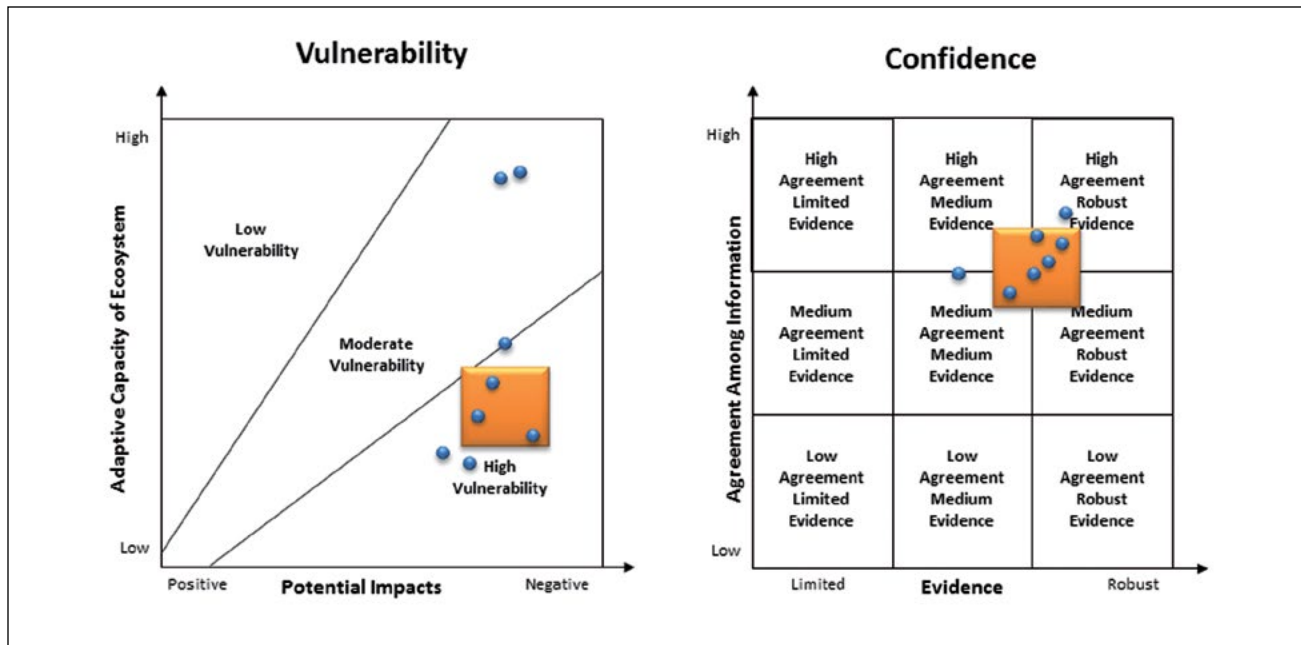 Vulnerability
High
Low
Vulnerability
Moderate
Vulnerability
High
Vulnerability
Low
Adaptive Capacity of Ecosystem
Positive
Potential Impacts
Negative
Confidence
High
High
Agreement
Limited
Evidence
High
Agreement
Medium
Evidence
High
Agreement
Robust
Evidence
Medium
Agreement
Limited
Evidence
Medium
Agreement
Medium
Evidence
Medium
Agreement
Robust
Evidence
Low
Agreement
Limited
Evidence
Low
Agreement
Medium
Evidence
Low
Agreement
Robust
Evidence
Low
Agreement Among Information
Limited
Evidence
Robust